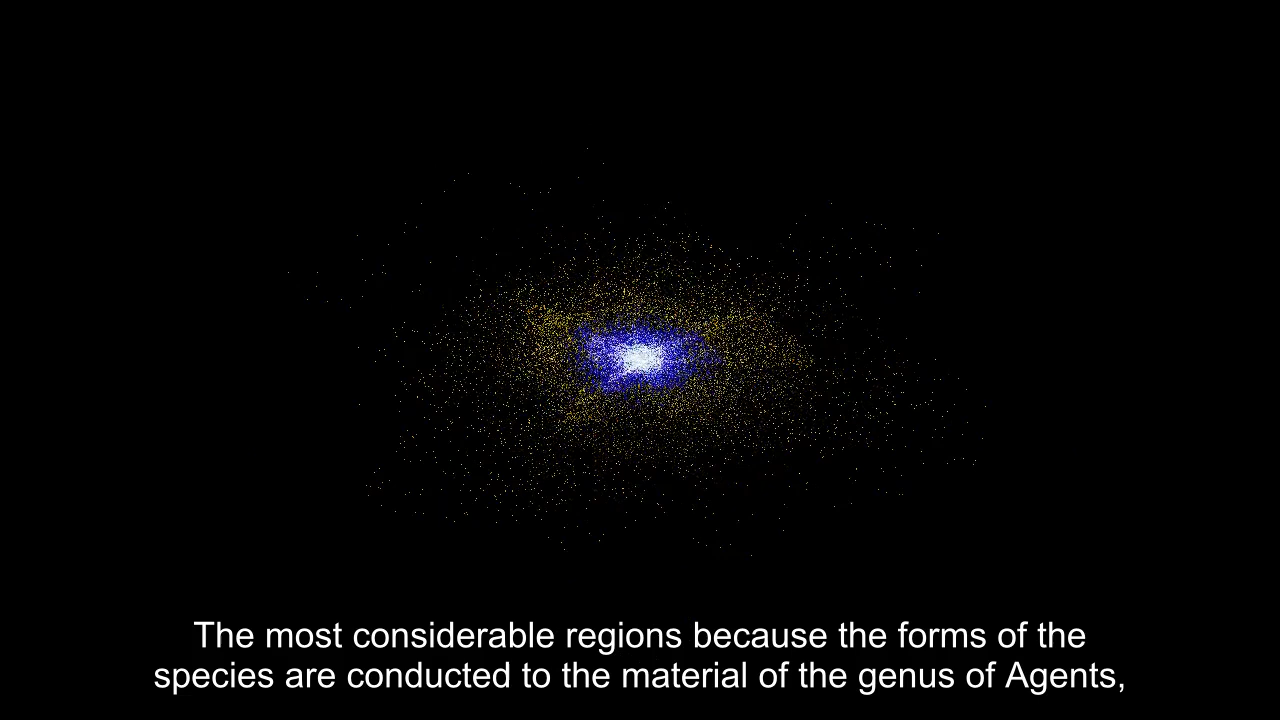 The most considerable regions because the forms of the
species are conducted to the material of the genus of Agents,